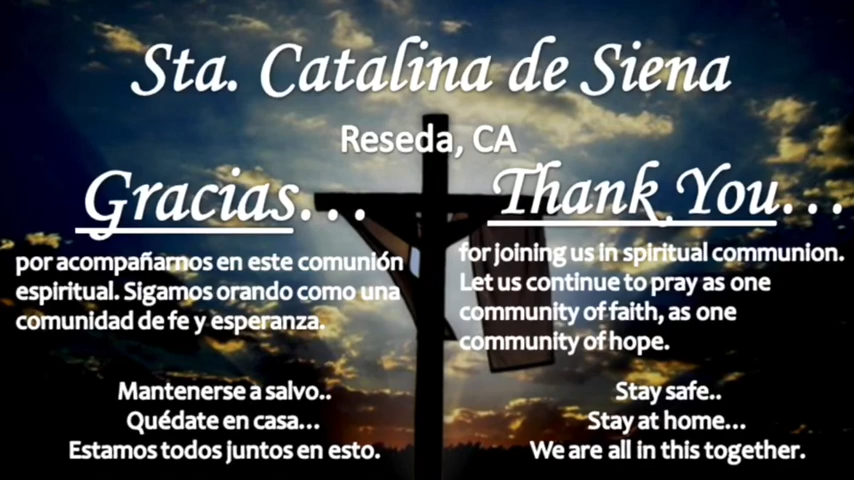 Sta. Catalina de Siena
Reseda, CA
Gracias...
por acompañarnos en este comunión
espiritual. Sigamos orando como una
comunidad de fe y esperanza.
Mantenerse a salvo..
Quédate en casa...
Estamos todos juntos en esto.
Thank You...
for joining us in spiritual communion.
Let us continue to pray as one
community of faith, as one
community of hope.
Stay safe..
Stay at home...
We are all in this together.